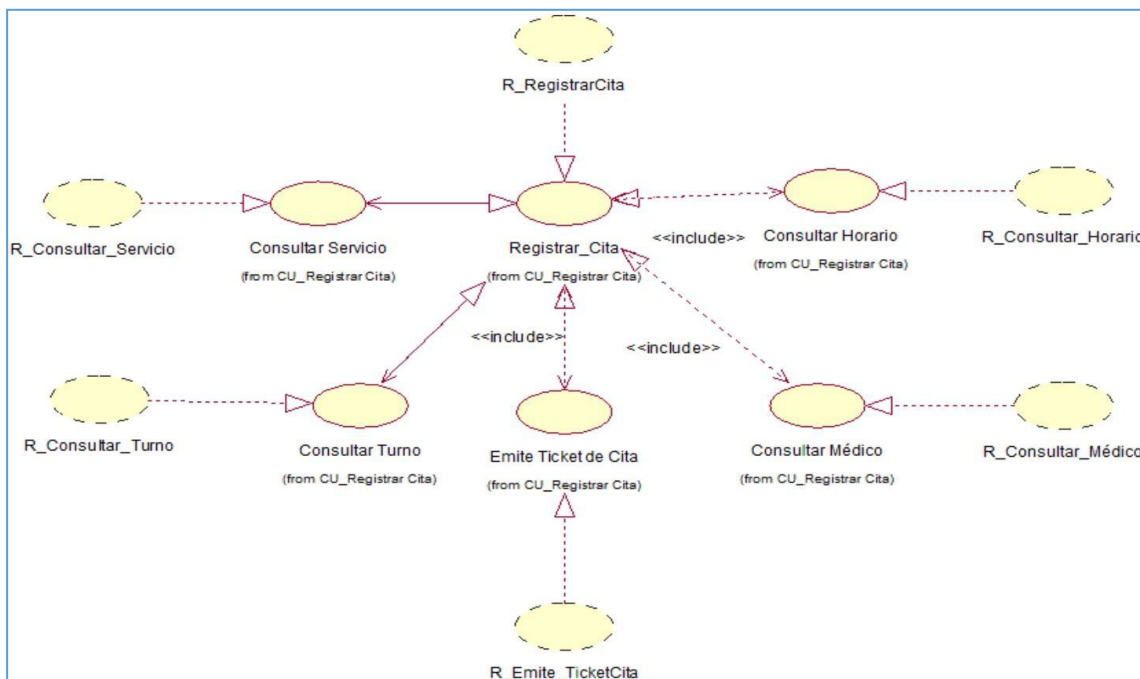 R_RegistrarCita
R_Consultar_Servicio
Consultar Servicio
(from CU_Registrar Cita)
Registrar_Cita
(from CU_Registrar Cita)
<<include>>
Consultar Horario
(from CU_Registrar Cita)
R_Consultar_Horario
<<include>>
<<include>>
R_Consultar_Turno
Consultar Turno
(from CU_Registrar Cita)
Emite Ticket de Cita
(from CU_Registrar Cita)
Consultar Médico
(from CU_Registrar Cita)
R_Consultar_Médico
R_Emite_TicketCita